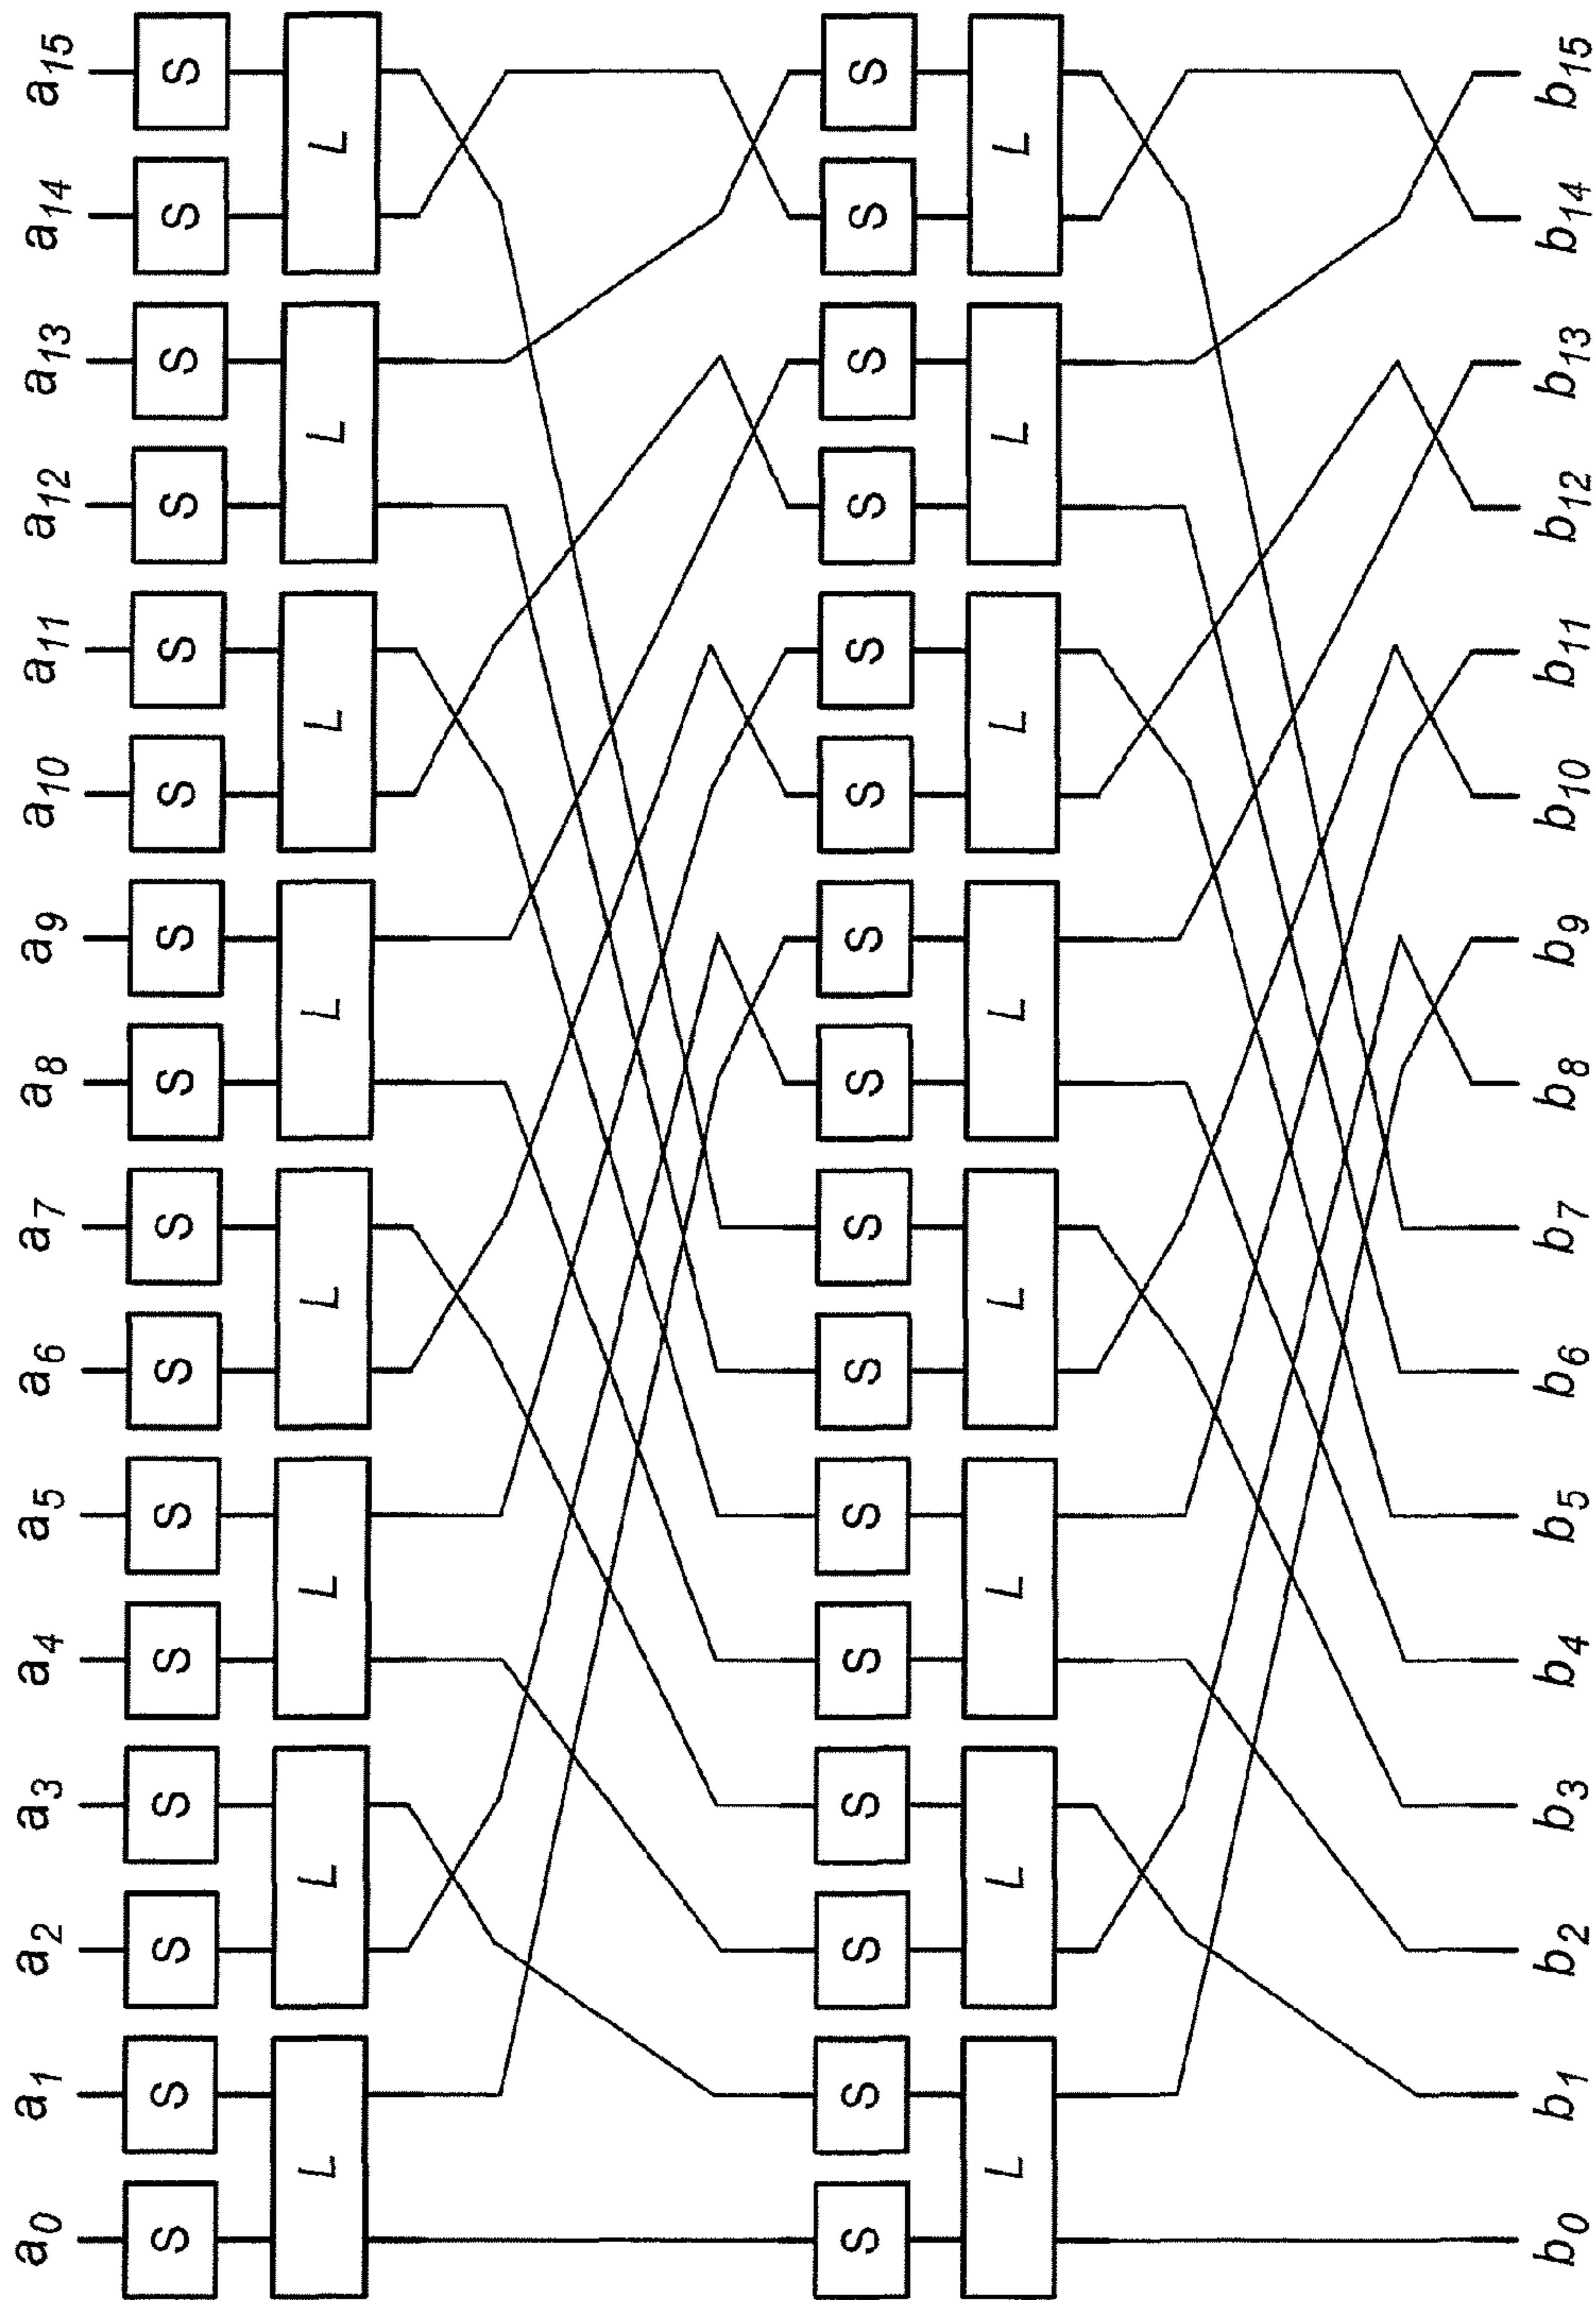 a0 a1 a2 a3 a4 a5 a6 a7 a8 a9 a10 a11 a12 a13 a14 a15
S S S S S S S S S S S S S S S S
L L L L L L L L
S S S S S S S S S S S S S S S S
L L L L L L L L
b0 b1 b2 b3 b4 b5 b6 b7 b8 b9 b10 b11 b12 b13 b14 b15